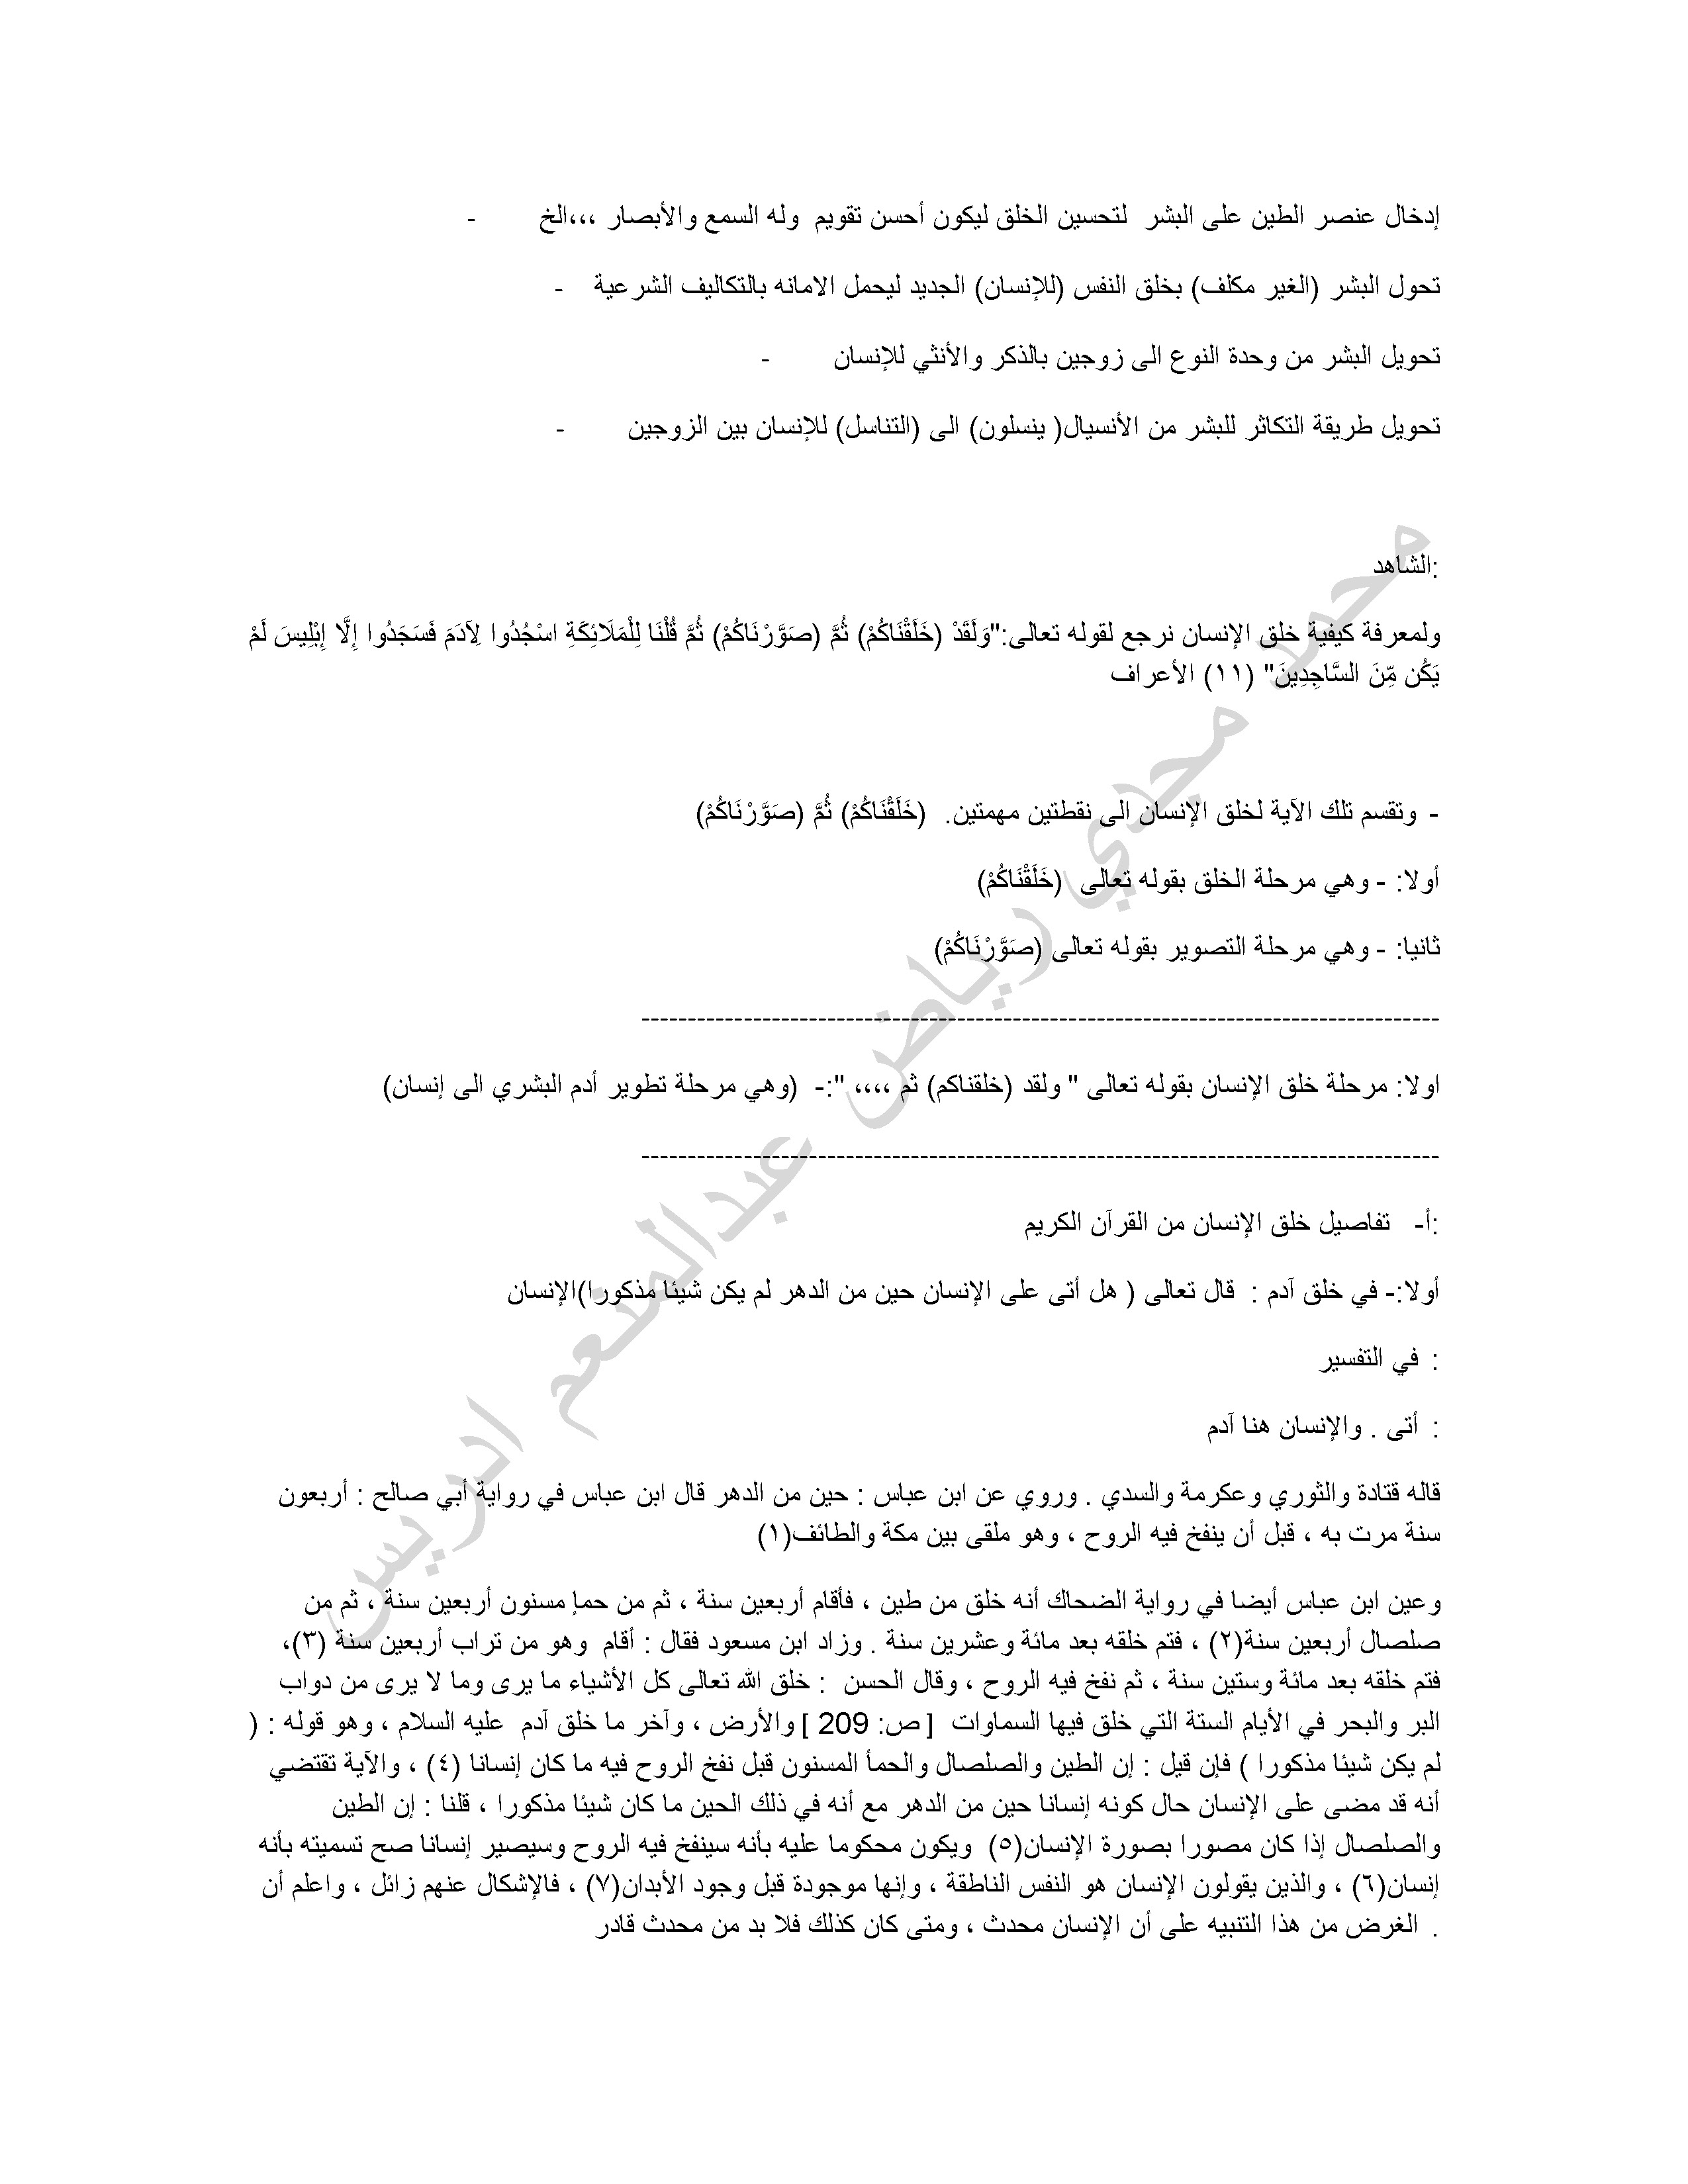 إدخال عنصر الطين على البشر لتحسين الخلق ليكون أحسن تقويم وله السمع والأبصار ،،،الخ -
تحول البشر (الغير مكلف) بخلق النفس (للإنسان) الجديد ليحمل الامانه بالتكاليف الشرعية -
تحويل البشر من وحدة النوع الى زوجين بالذكر والأنثي للإنسان -
تحويل طريقة التكاثر للبشر من الأنسيال( ينسلون) الى (التناسل) للإنسان بين الزوجين -
:الشاهد
ولمعرفة كيفية خلق الإنسان نرجع لقوله تعالى:"وَلَقَدْ (خَلَقْنَاكُمْ) ثُمَّ (صَوَّرْنَاكُمْ) ثُمَّ قُلْنَا لِلْمَلَائِكَةِ اسْجُدُوا لِآدَمَ فَسَجَدُوا إِلَّا إِبْلِيسَ لَمْ
يَكُن مِّنَ السَّاجِدِينَ" (١١) الأعراف
- وتقسم تلك الآية لخلق الإنسان الى نقطتين مهمتين. (خَلَقْنَاكُمْ) ثُمَّ (صَوَّرْنَاكُمْ)
أولا: - وهي مرحلة الخلق بقوله تعالى (خَلَقْنَاكُمْ)
ثانيا: - وهي مرحلة التصوير بقوله تعالى (صَوَّرْنَاكُمْ)
--------------------------------------------------------------------------------------
اولا: مرحلة خلق الإنسان بقوله تعالى " ولقد (خلقناكم) ثم ،،،، ":- (وهي مرحلة تطوير أدم البشري الى إنسان)
--------------------------------------------------------------------------------------
:أ- تفاصيل خلق الإنسان من القرآن الكريم
أولا:- في خلق آدم : قال تعالى ( هل أتى على الإنسان حين من الدهر لم يكن شيئا مذكورا)الإنسان
: في التفسير
: أتى . والإنسان هنا آدم
قاله قتادة والثوري وعكرمة والسدي . وروي عن ابن عباس : حين من الدهر قال ابن عباس في رواية أبي صالح : أربعون
سنة مرت به ، قبل أن ينفخ فيه الروح ، وهو ملقى بين مكة والطائف(١)
وعين ابن عباس أيضا في رواية الضحاك أنه خلق من طين ، فأقام أربعين سنة ، ثم من حمإ مسنون أربعين سنة ، ثم من
صلصال أربعين سنة(٢) ، فتم خلقه بعد مائة وعشرين سنة . وزاد ابن مسعود فقال : أقام وهو من تراب أربعين سنة (٣)،
فتم خلقه بعد مائة وستين سنة ، ثم نفخ فيه الروح ، وقال الحسن : خلق الله تعالى كل الأشياء ما يرى وما لا يرى من دواب
البر والبحر في الأيام الستة التي خلق فيها السماوات [ ص: 209 ] والأرض ، وآخر ما خلق آدم عليه السلام ، وهو قوله : (
لم يكن شيئا مذكورا ) فإن قيل : إن الطين والصلصال والحمأ المسنون قبل نفخ الروح فيه ما كان إنسانا (٤) ، والآية تقتضي
أنه قد مضى على الإنسان حال كونه إنسانا حين من الدهر مع أنه في ذلك الحين ما كان شيئا مذكورا ، قلنا : إن الطين
والصلصال إذا كان مصورا بصورة الإنسان(٥) ويكون محكوما عليه بأنه سينفخ فيه الروح وسيصير إنسانا صح تسميته بأنه
إنسان(٦) ، والذين يقولون الإنسان هو النفس الناطقة ، وإنها موجودة قبل وجود الأبدان(٧) ، فالإشكال عنهم زائل ، واعلم أن
. الغرض من هذا التنبيه على أن الإنسان محدث ، ومتى كان كذلك فلا بد من محدث قادر
محمد مجدي رياض عبدالمنعم الريس